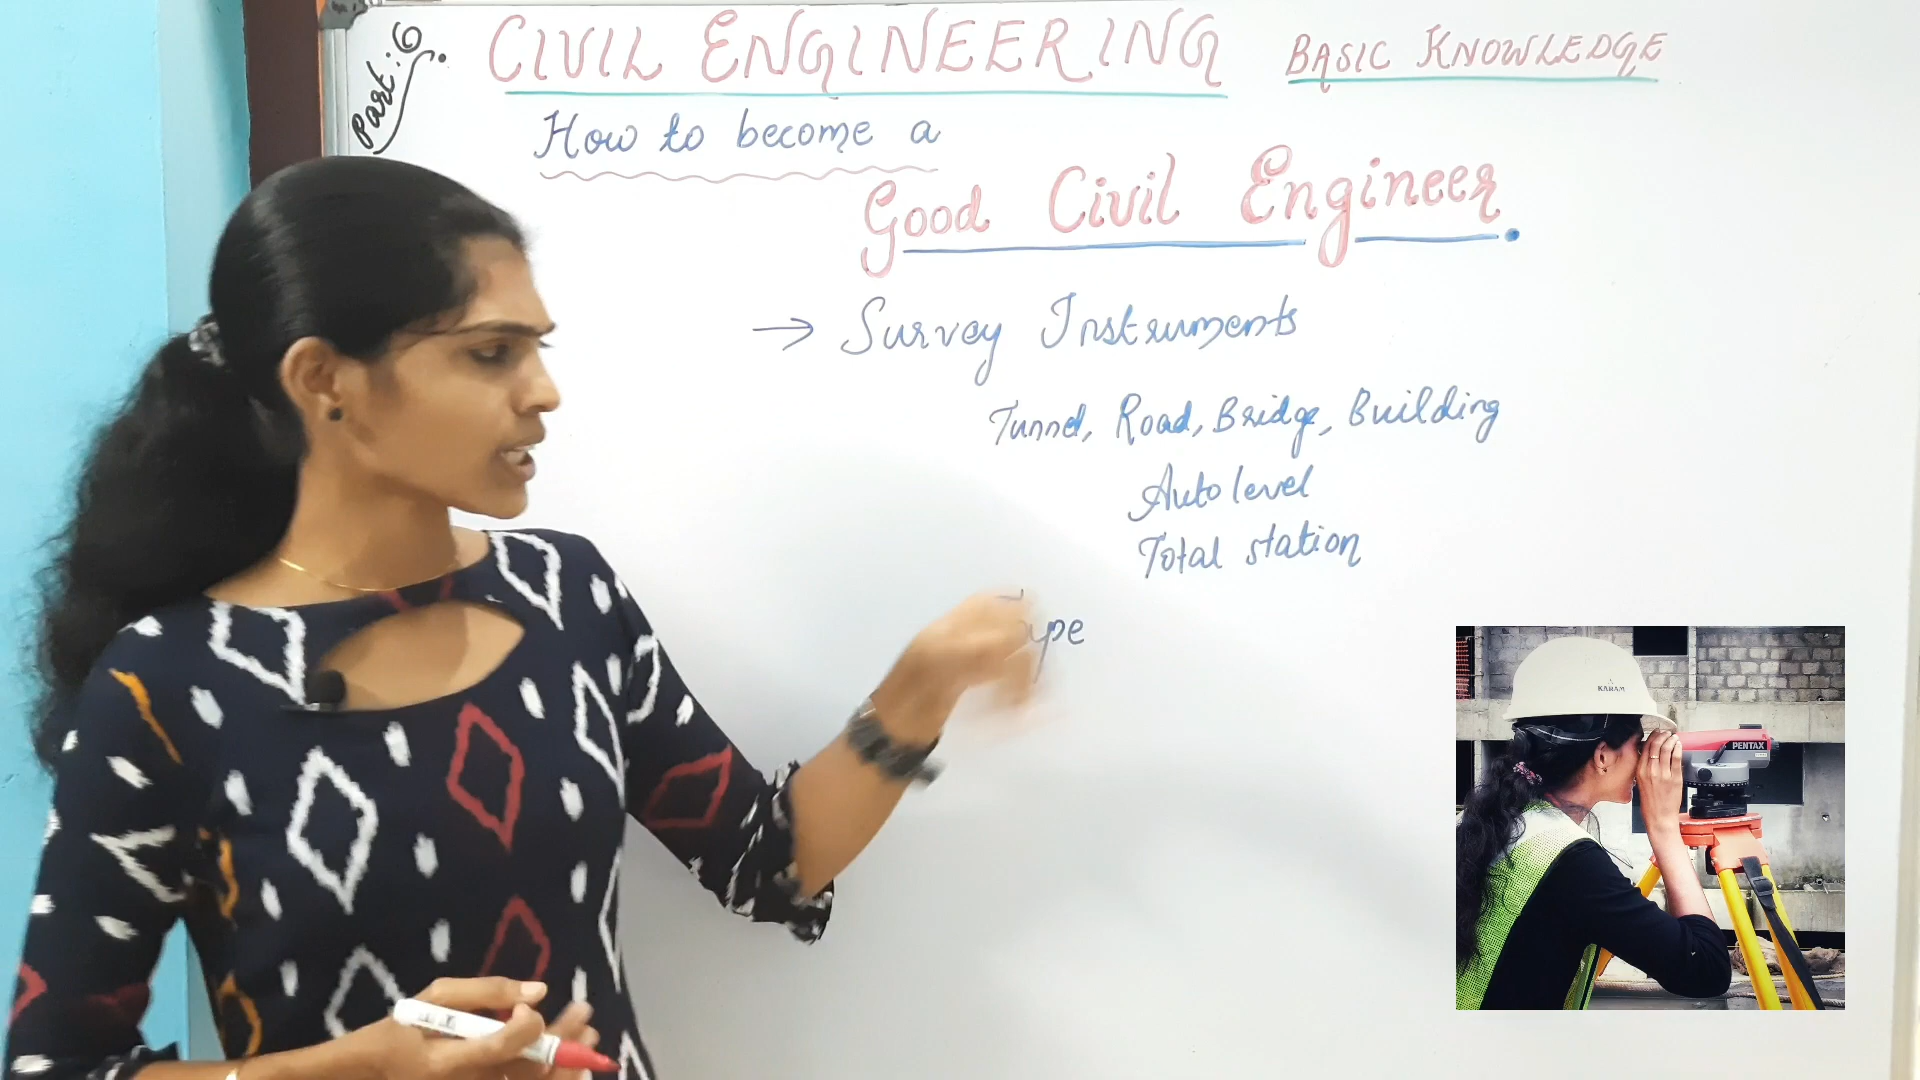 Part: 6
CIVIL ENGINEERING BASIC KNOWLEDGE
How to become a
Good Civil Engineer.
→ Survey Instruments
Tunnel, Road, Bridge, Building
Auto level
Total station
KARAM
PENTAX